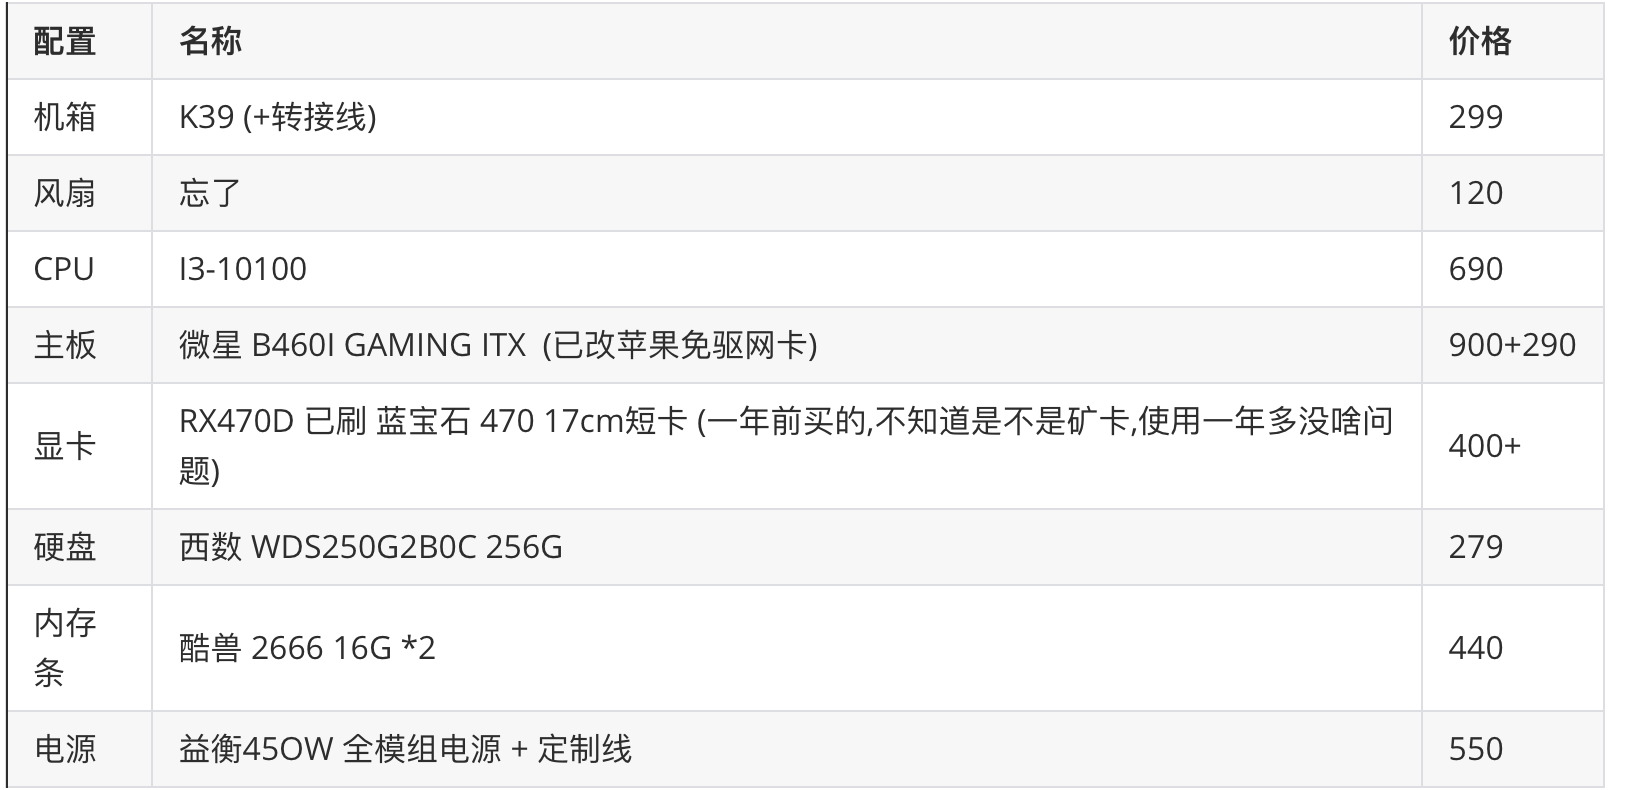 配置 名称 价格
机箱 K39 (+转接线) 299
风扇 忘了 120
CPU I3-10100 690
主板 微星 B460I GAMING ITX (已改苹果免驱网卡) 900+290
显卡 RX470D 已刷 蓝宝石 470 17cm短卡 (一年前买的,不知道是不是矿卡,使用一年多没啥问
题) 400+
硬盘 西数 WDS250G2B0C 256G 279
内存
条 酷兽 2666 16G *2 440
电源 益衡45OW 全模组电源 + 定制线 550